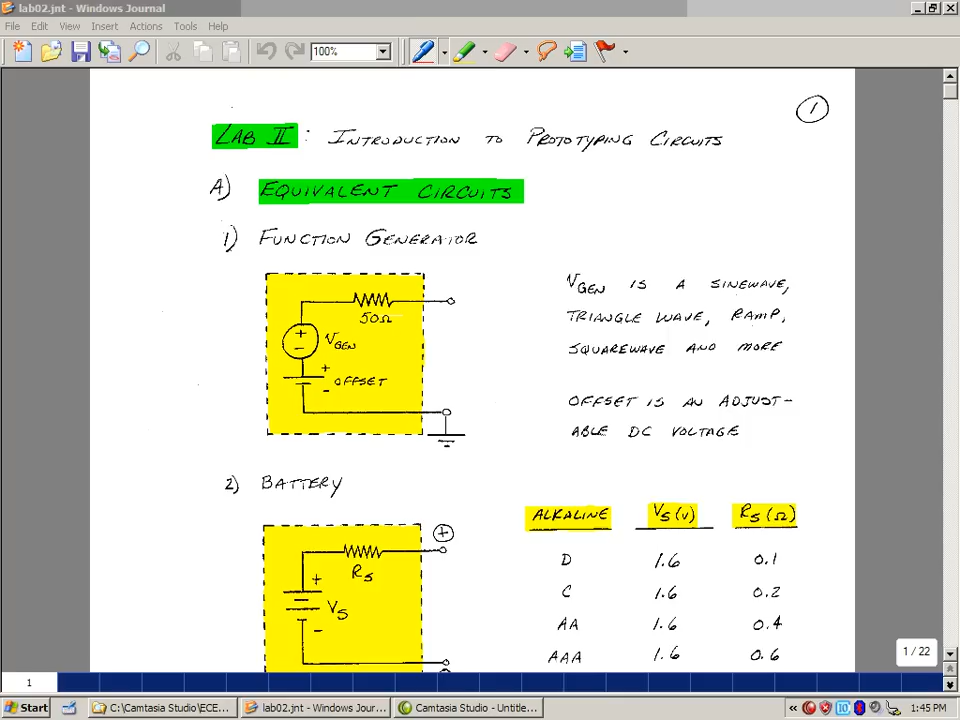 lab02.jnt - Windows Journal
File Edit View Insert Actions Tools Help
100%
1
LAB II : INTRODUCTION TO PROTOTYPING CIRCUITS
A) EQUIVALENT CIRCUITS
1) FUNCTION GENERATOR
50Ω
+
-
VGEN
+
OFFSET
-
VGEN IS A SINEWAVE,
TRIANGLE WAVE, RAMP,
SQUAREWAVE AND MORE
OFFSET IS AN ADJUST-
ABLE DC VOLTAGE
2) BATTERY
+
RS
+
VS
-
ALKALINE VS(V) RS(Ω)
D 1.6 0.1
C 1.6 0.2
AA 1.6 0.4
AAA 1.6 0.6
1 / 22
1
Start C:\Camtasia Studio\ECE... lab02.jnt - Windows Jour... Camtasia Studio - Untitle... « 1:45 PM